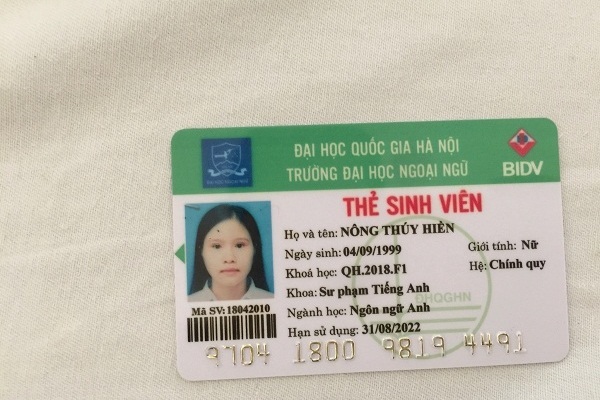 ĐẠI HỌC QUỐC GIA HÀ NỘI
TRƯỜNG ĐẠI HỌC NGOẠI NGỮ
BIDV
THẺ SINH VIÊN
Họ và tên: NÔNG THÚY HIỀN
Ngày sinh: 04/09/1999 Giới tính: Nữ
Khoá học: QH.2018.F1 Hệ: Chính quy
Khoa: Sư phạm Tiếng Anh
ĐHQGHN
Mã SV:18042010 Ngành học: Ngôn ngữ Anh
Hạn sử dụng: 31/08/2022
9704 1800 9819 4491